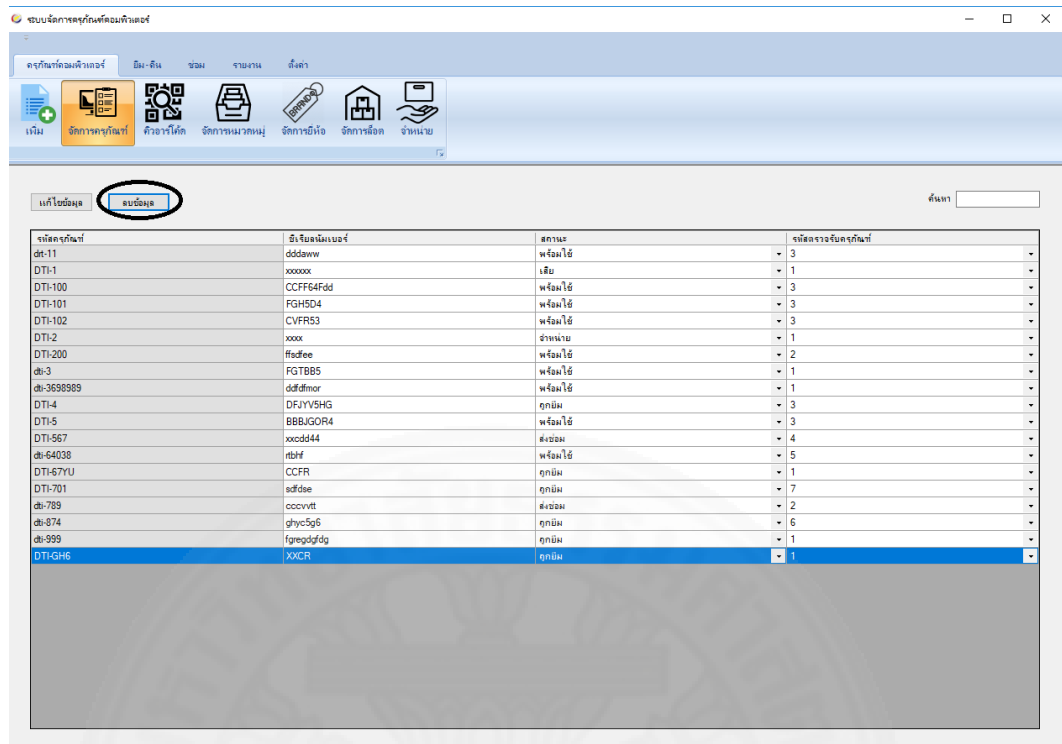 ระบบจัดการครุภัณฑ์คอมพิวเตอร์
ครุภัณฑ์คอมพิวเตอร์ ยืม-คืน ซ่อม รายงาน ตั้งค่า
เพิ่ม จัดการครุภัณฑ์ คิวอาร์โค้ด จัดการหมวดหมู่ จัดการยี่ห้อ จัดการล็อต จำหน่าย
BRAND
แก้ไขข้อมูล ลบข้อมูล ค้นหา
รหัสครุภัณฑ์ ซีเรียลนัมเบอร์ สถานะ รหัสตรวจรับครุภัณฑ์
drt-11 dddaww พร้อมใช้ 3
DTI-1 xxxxxx เสีย 1
DTI-100 CCFF64Fdd พร้อมใช้ 3
DTI-101 FGH5D4 พร้อมใช้ 3
DTI-102 CVFR53 พร้อมใช้ 3
DTI-2 xxxx จำหน่าย 1
DTI-200 ffsdfee พร้อมใช้ 2
dti-3 FGTBB5 พร้อมใช้ 1
dti-3698989 ddfdfmor พร้อมใช้ 1
DTI-4 DFJYV5HG ถูกยืม 3
DTI-5 BBBJGOR4 พร้อมใช้ 3
DTI-567 xxcdd44 ส่งซ่อม 4
dti-64038 rtbhf พร้อมใช้ 5
DTI-67YU CCFR ถูกยืม 1
DTI-701 sdfdse ถูกยืม 7
dti-789 cccvvtt ส่งซ่อม 2
dti-874 ghyc5g6 ถูกยืม 6
dti-999 fgregdgfdg ถูกยืม 1
DTI-GH6 XXCR ถูกยืม 1